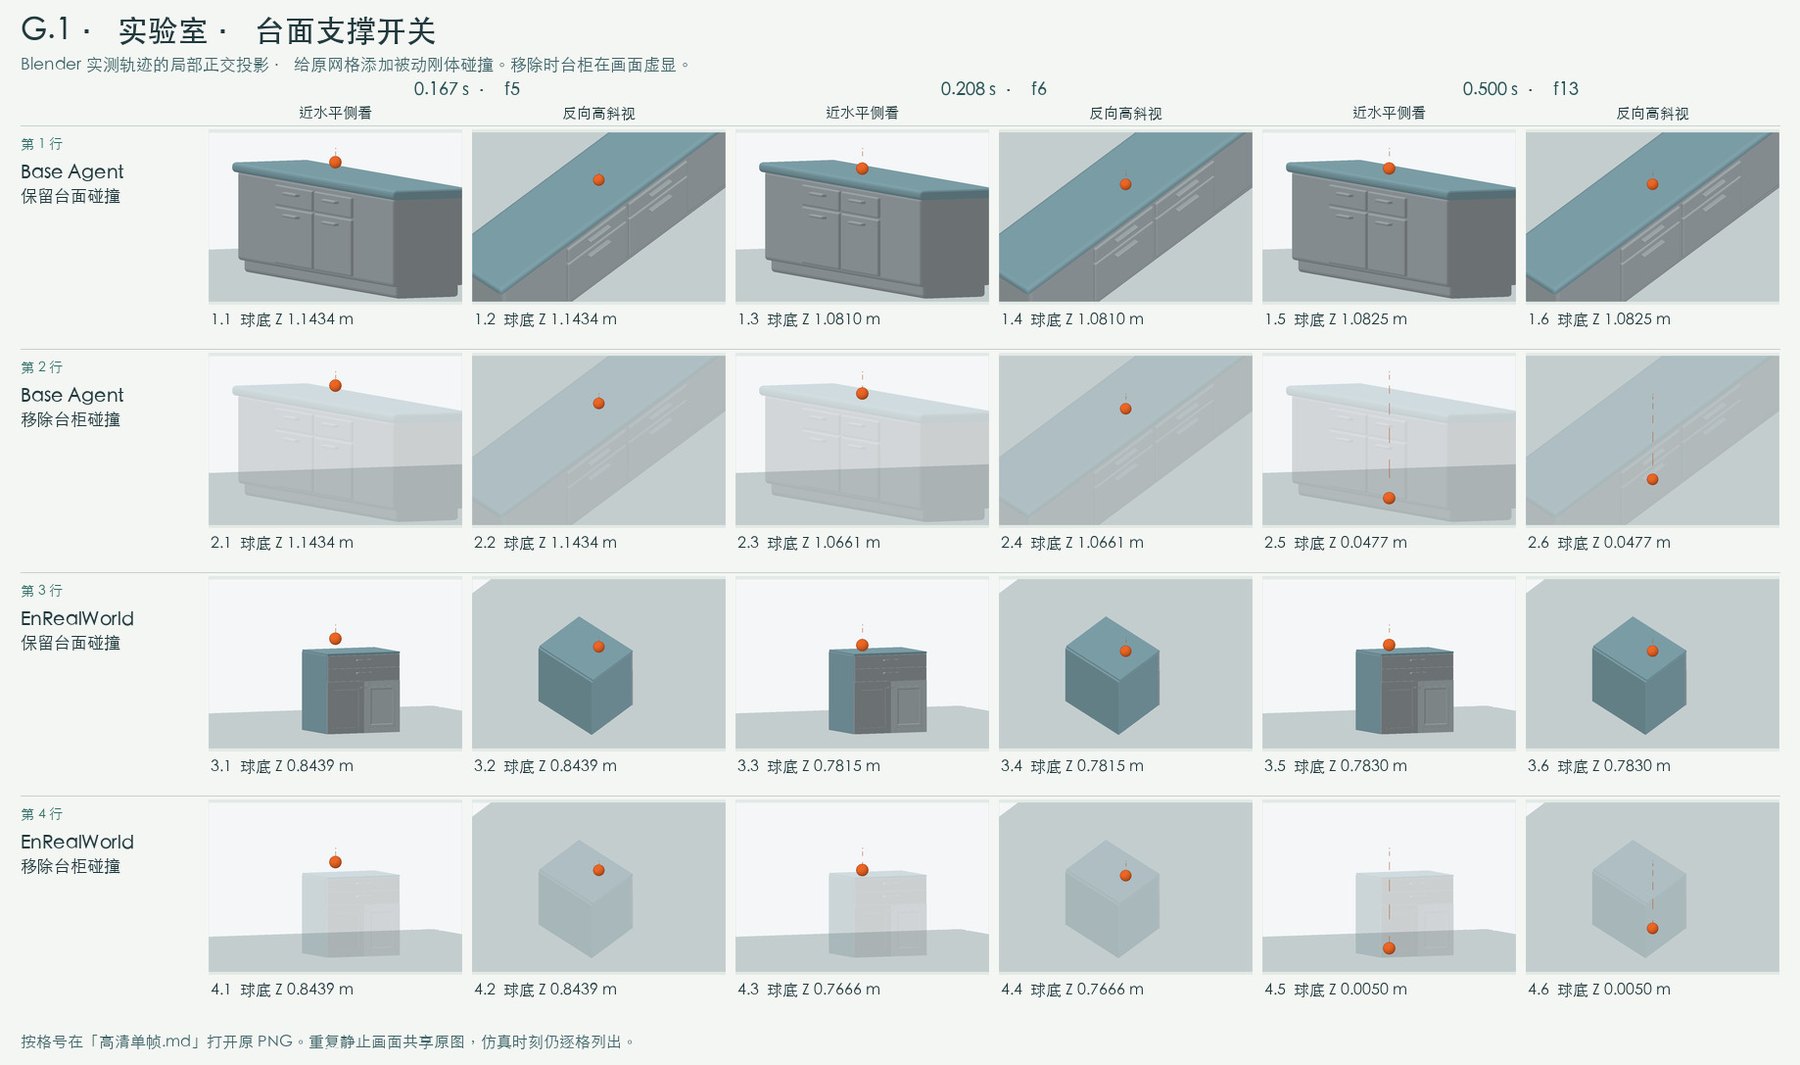 G.1 · 实验室 · 台面支撑开关
Blender 实测轨迹的局部正交投影 · 给原网格添加被动刚体碰撞。移除时台柜在画面虚显。
0.167 s · f5
0.208 s · f6
0.500 s · f13
近水平侧看
反向高斜视
近水平侧看
反向高斜视
近水平侧看
反向高斜视
第 1 行
Base Agent
保留台面碰撞
1.1 球底 Z 1.1434 m
1.2 球底 Z 1.1434 m
1.3 球底 Z 1.0810 m
1.4 球底 Z 1.0810 m
1.5 球底 Z 1.0825 m
1.6 球底 Z 1.0825 m
第 2 行
Base Agent
移除台柜碰撞
2.1 球底 Z 1.1434 m
2.2 球底 Z 1.1434 m
2.3 球底 Z 1.0661 m
2.4 球底 Z 1.0661 m
2.5 球底 Z 0.0477 m
2.6 球底 Z 0.0477 m
第 3 行
EnRealWorld
保留台面碰撞
3.1 球底 Z 0.8439 m
3.2 球底 Z 0.8439 m
3.3 球底 Z 0.7815 m
3.4 球底 Z 0.7815 m
3.5 球底 Z 0.7830 m
3.6 球底 Z 0.7830 m
第 4 行
EnRealWorld
移除台柜碰撞
4.1 球底 Z 0.8439 m
4.2 球底 Z 0.8439 m
4.3 球底 Z 0.7666 m
4.4 球底 Z 0.7666 m
4.5 球底 Z 0.0050 m
4.6 球底 Z 0.0050 m
按格号在「高清单帧.md」打开原 PNG。重复静止画面共享原图，仿真时刻仍逐格列出。